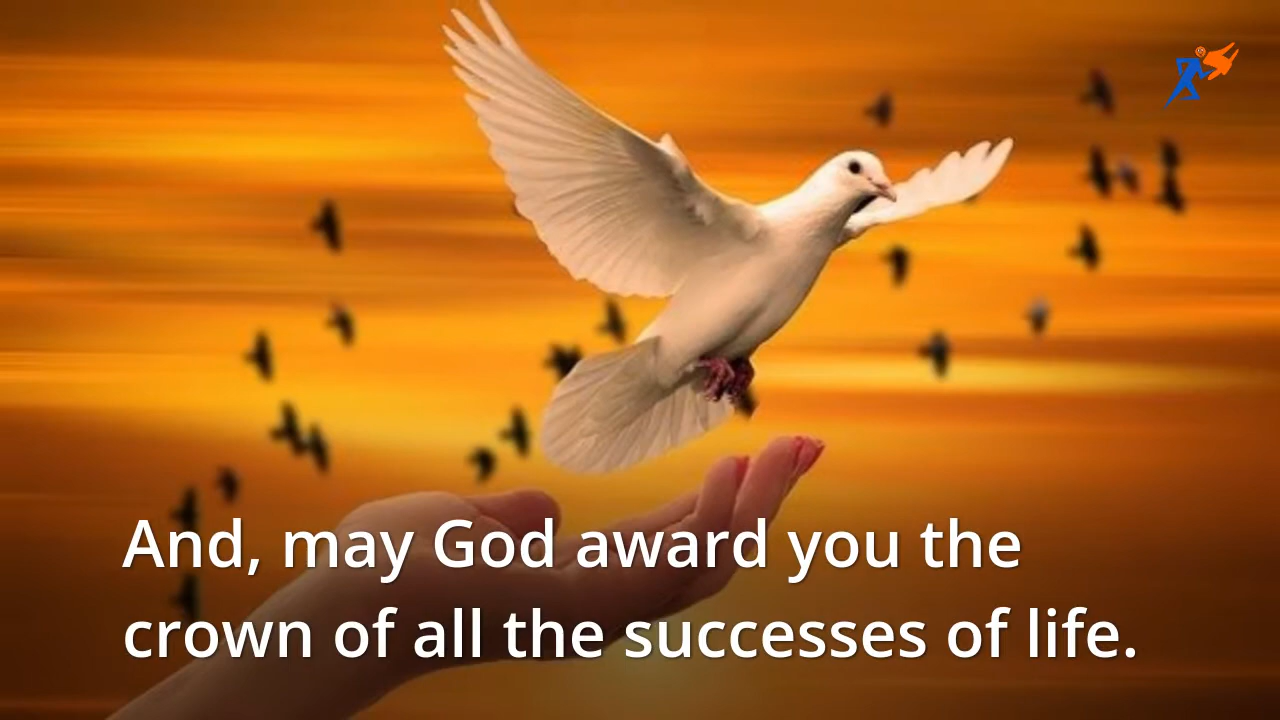 And, may God award you the
crown of all the successes of life.